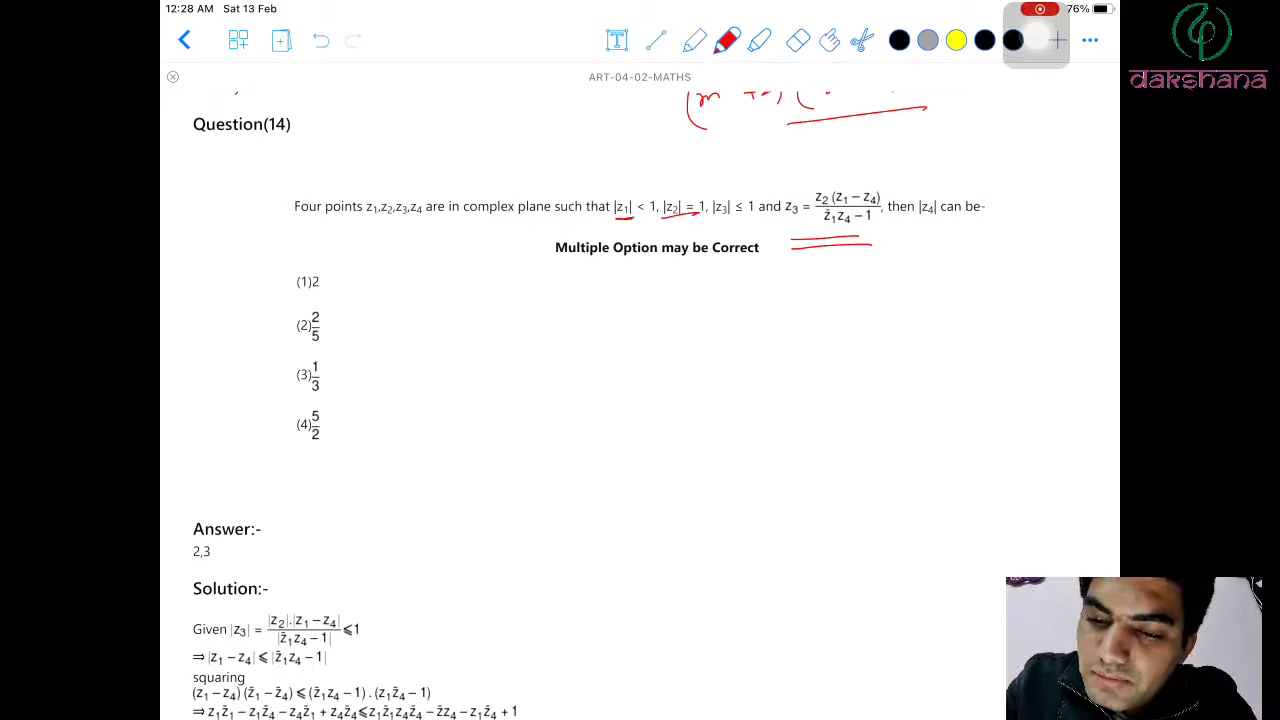 12:28 AM Sat 13 Feb
76%
dakshana
ART-04-02-MATHS
Question(14)
Four points z₁,z₂,z₃,z₄ are in complex plane such that |z₁| < 1, |z₂| = 1, |z₃| ≤ 1 and z₃ = z₂ (z₁ − z₄) / z̄₁z₄ − 1, then |z₄| can be-
Multiple Option may be Correct
(1)2
(2)2/5
(3)1/3
(4)5/2
Answer:-
2,3
Solution:-
Given |z₃| = |z₂|.|z₁ − z₄| / |z̄₁z₄ − 1| ⩽1
⇒ |z₁ − z₄| ⩽ |z̄₁z₄ − 1|
squaring
(z₁ − z₄) (z̄₁ − z̄₄) ⩽ (z̄₁z₄ − 1) . (z₁z̄₄ − 1)
⇒ z₁z̄₁ − z₁z̄₄ − z₄z̄₁ + z₄z̄₄ ⩽ z₁z̄₁z₄z̄₄ − z̄z₄ − z₁z̄₄ + 1